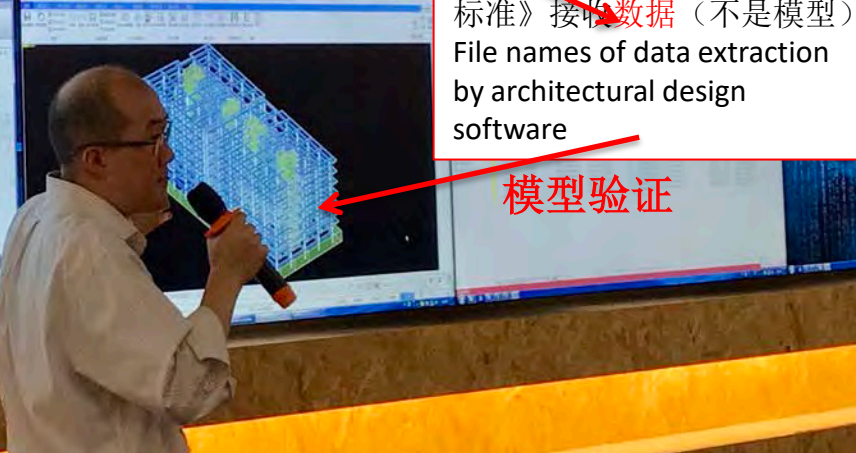 标准》接收数据（不是模型）
File names of data extraction
by architectural design
software
模型验证